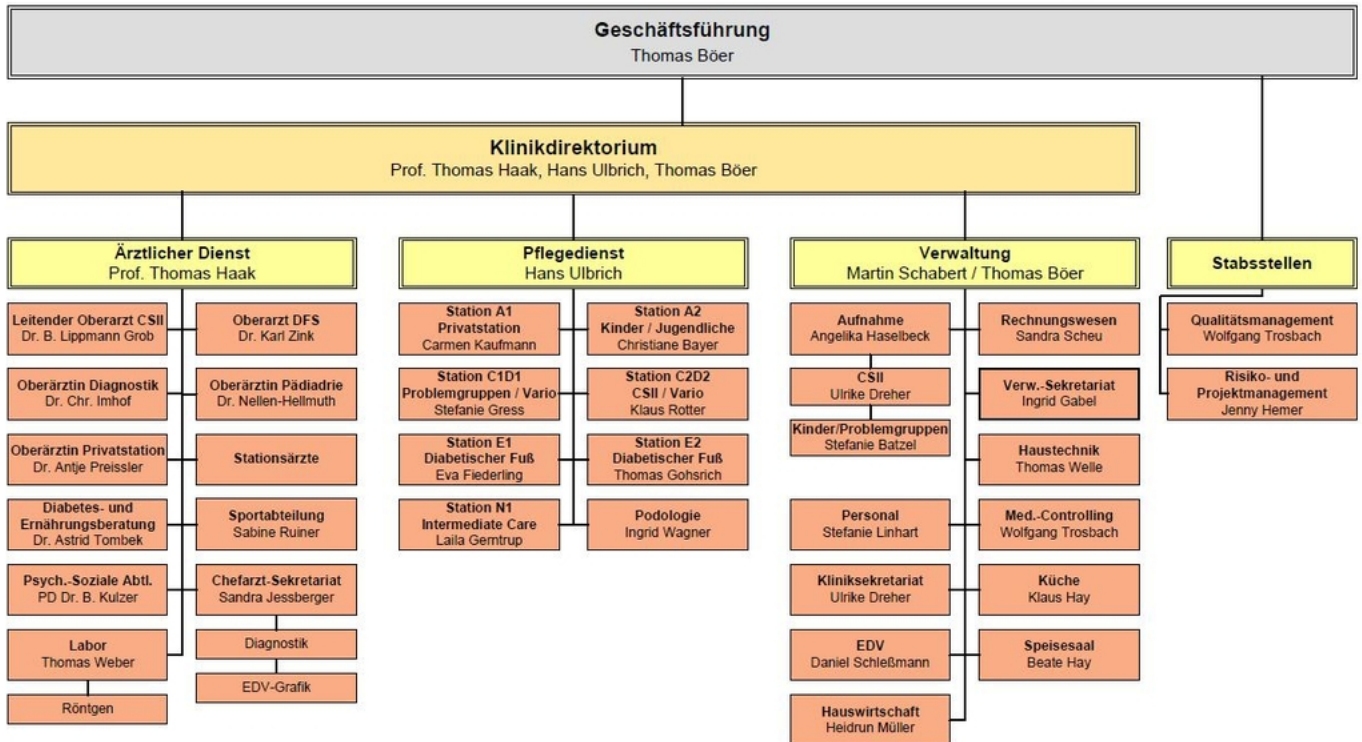 Geschäftsführung
Thomas Böer
Klinikdirektorium
Prof. Thomas Haak, Hans Ulbrich, Thomas Böer
Ärztlicher Dienst
Prof. Thomas Haak
Leitender Oberarzt CSII
Dr. B. Lippmann Grob
Oberarzt DFS
Dr. Karl Zink
Oberärztin Diagnostik
Dr. Chr. Imhof
Oberärztin Pädiadrie
Dr. Nellen-Hellmuth
Oberärztin Privatstation
Dr. Antje Preissler
Stationsärzte
Diabetes- und
Ernährungsberatung
Dr. Astrid Tombek
Sportabteilung
Sabine Ruiner
Psych.-Soziale Abtl.
PD Dr. B. Kulzer
Chefarzt-Sekretariat
Sandra Jessberger
Labor
Thomas Weber
Diagnostik
EDV-Grafik
Röntgen
Pflegedienst
Hans Ulbrich
Station A1
Privatstation
Carmen Kaufmann
Station A2
Kinder / Jugendliche
Christiane Bayer
Station C1D1
Problemgruppen / Vario
Stefanie Gress
Station C2D2
CSII / Vario
Klaus Rotter
Station E1
Diabetischer Fuß
Eva Fiederling
Station E2
Diabetischer Fuß
Thomas Gohsrich
Station N1
Intermediate Care
Laila Gerntrup
Podologie
Ingrid Wagner
Verwaltung
Martin Schabert / Thomas Böer
Aufnahme
Angelika Haselbeck
Rechnungswesen
Sandra Scheu
CSII
Ulrike Dreher
Verw.-Sekretariat
Ingrid Gabel
Kinder/Problemgruppen
Stefanie Batzel
Haustechnik
Thomas Welle
Personal
Stefanie Linhart
Med.-Controlling
Wolfgang Trosbach
Kliniksekretariat
Ulrike Dreher
Küche
Klaus Hay
EDV
Daniel Schleßmann
Speisesaal
Beate Hay
Hauswirtschaft
Heidrun Müller
Stabsstellen
Qualitätsmanagement
Wolfgang Trosbach
Risiko- und
Projektmanagement
Jenny Hemer